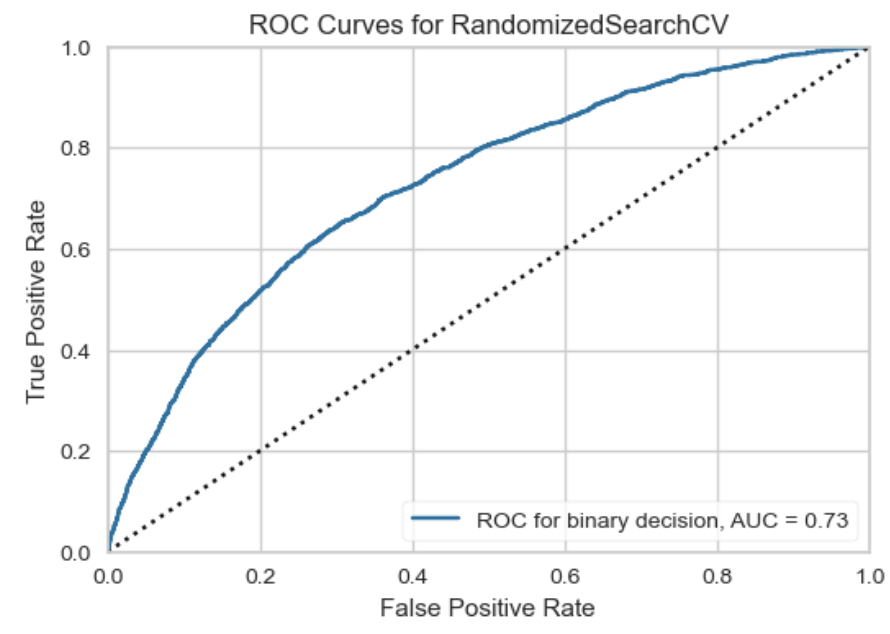 ROC Curves for RandomizedSearchCV
1.0
0.8
0.6
0.4
0.2
0.0
True Positive Rate
ROC for binary decision, AUC = 0.73
0.0 0.2 0.4 0.6 0.8 1.0
False Positive Rate